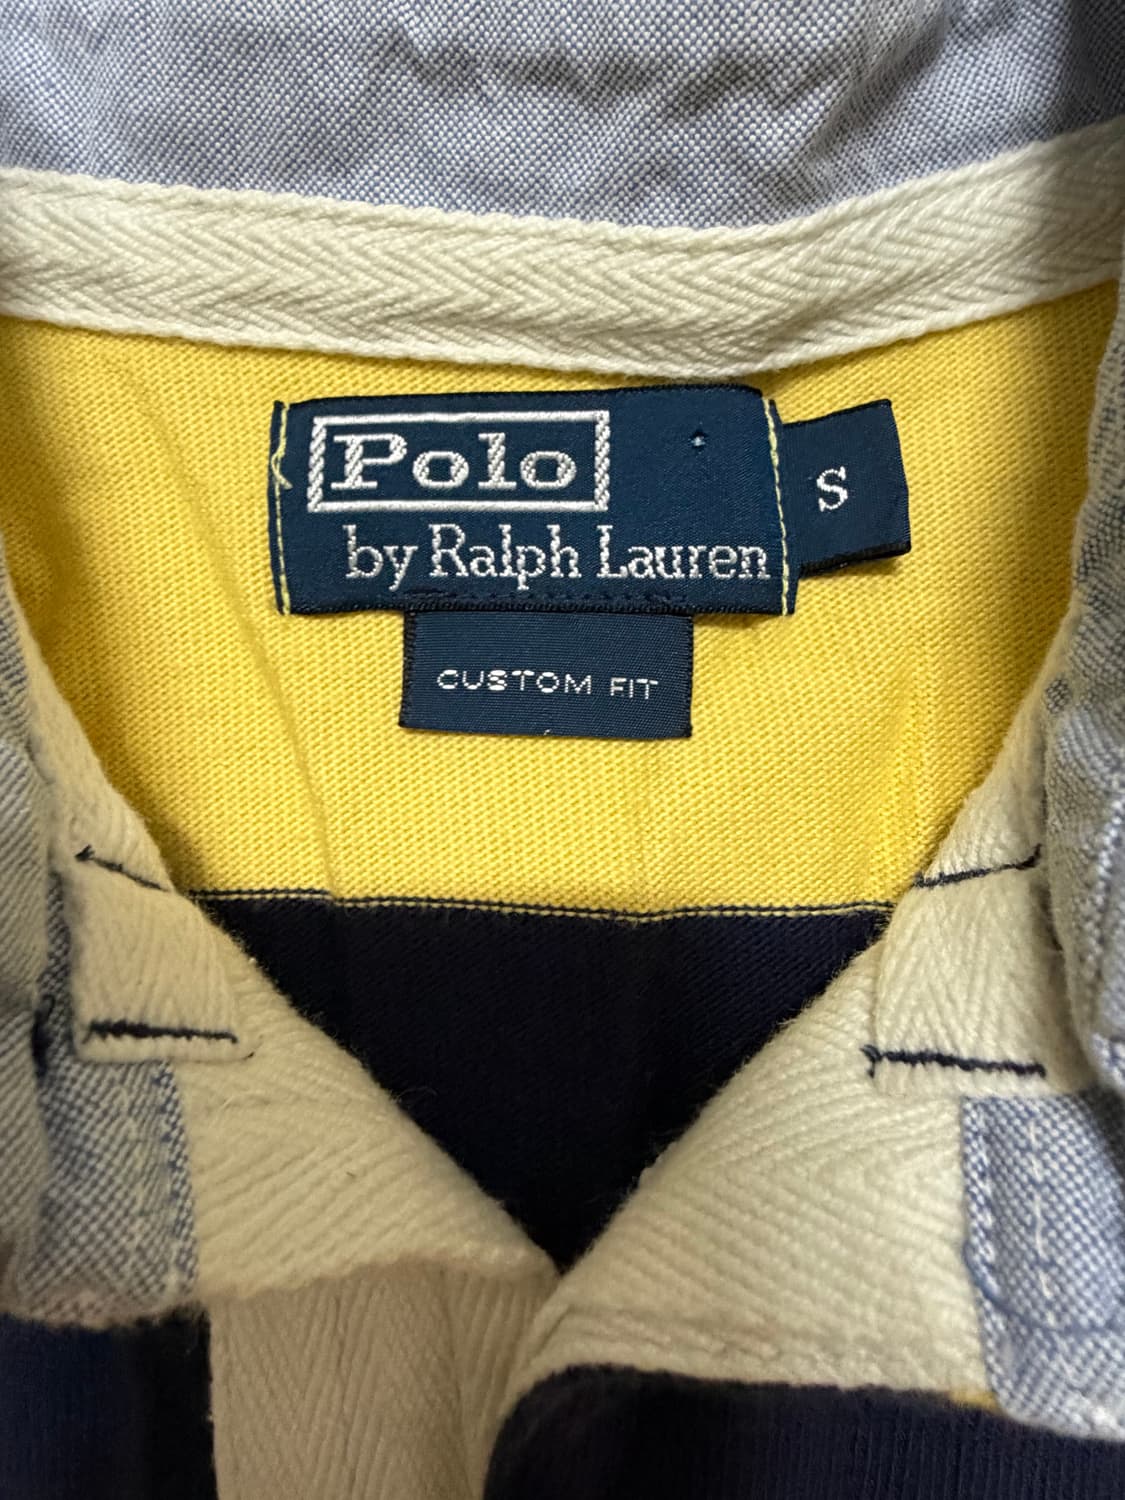 Polo
by Ralph Lauren
S
CUSTOM FIT